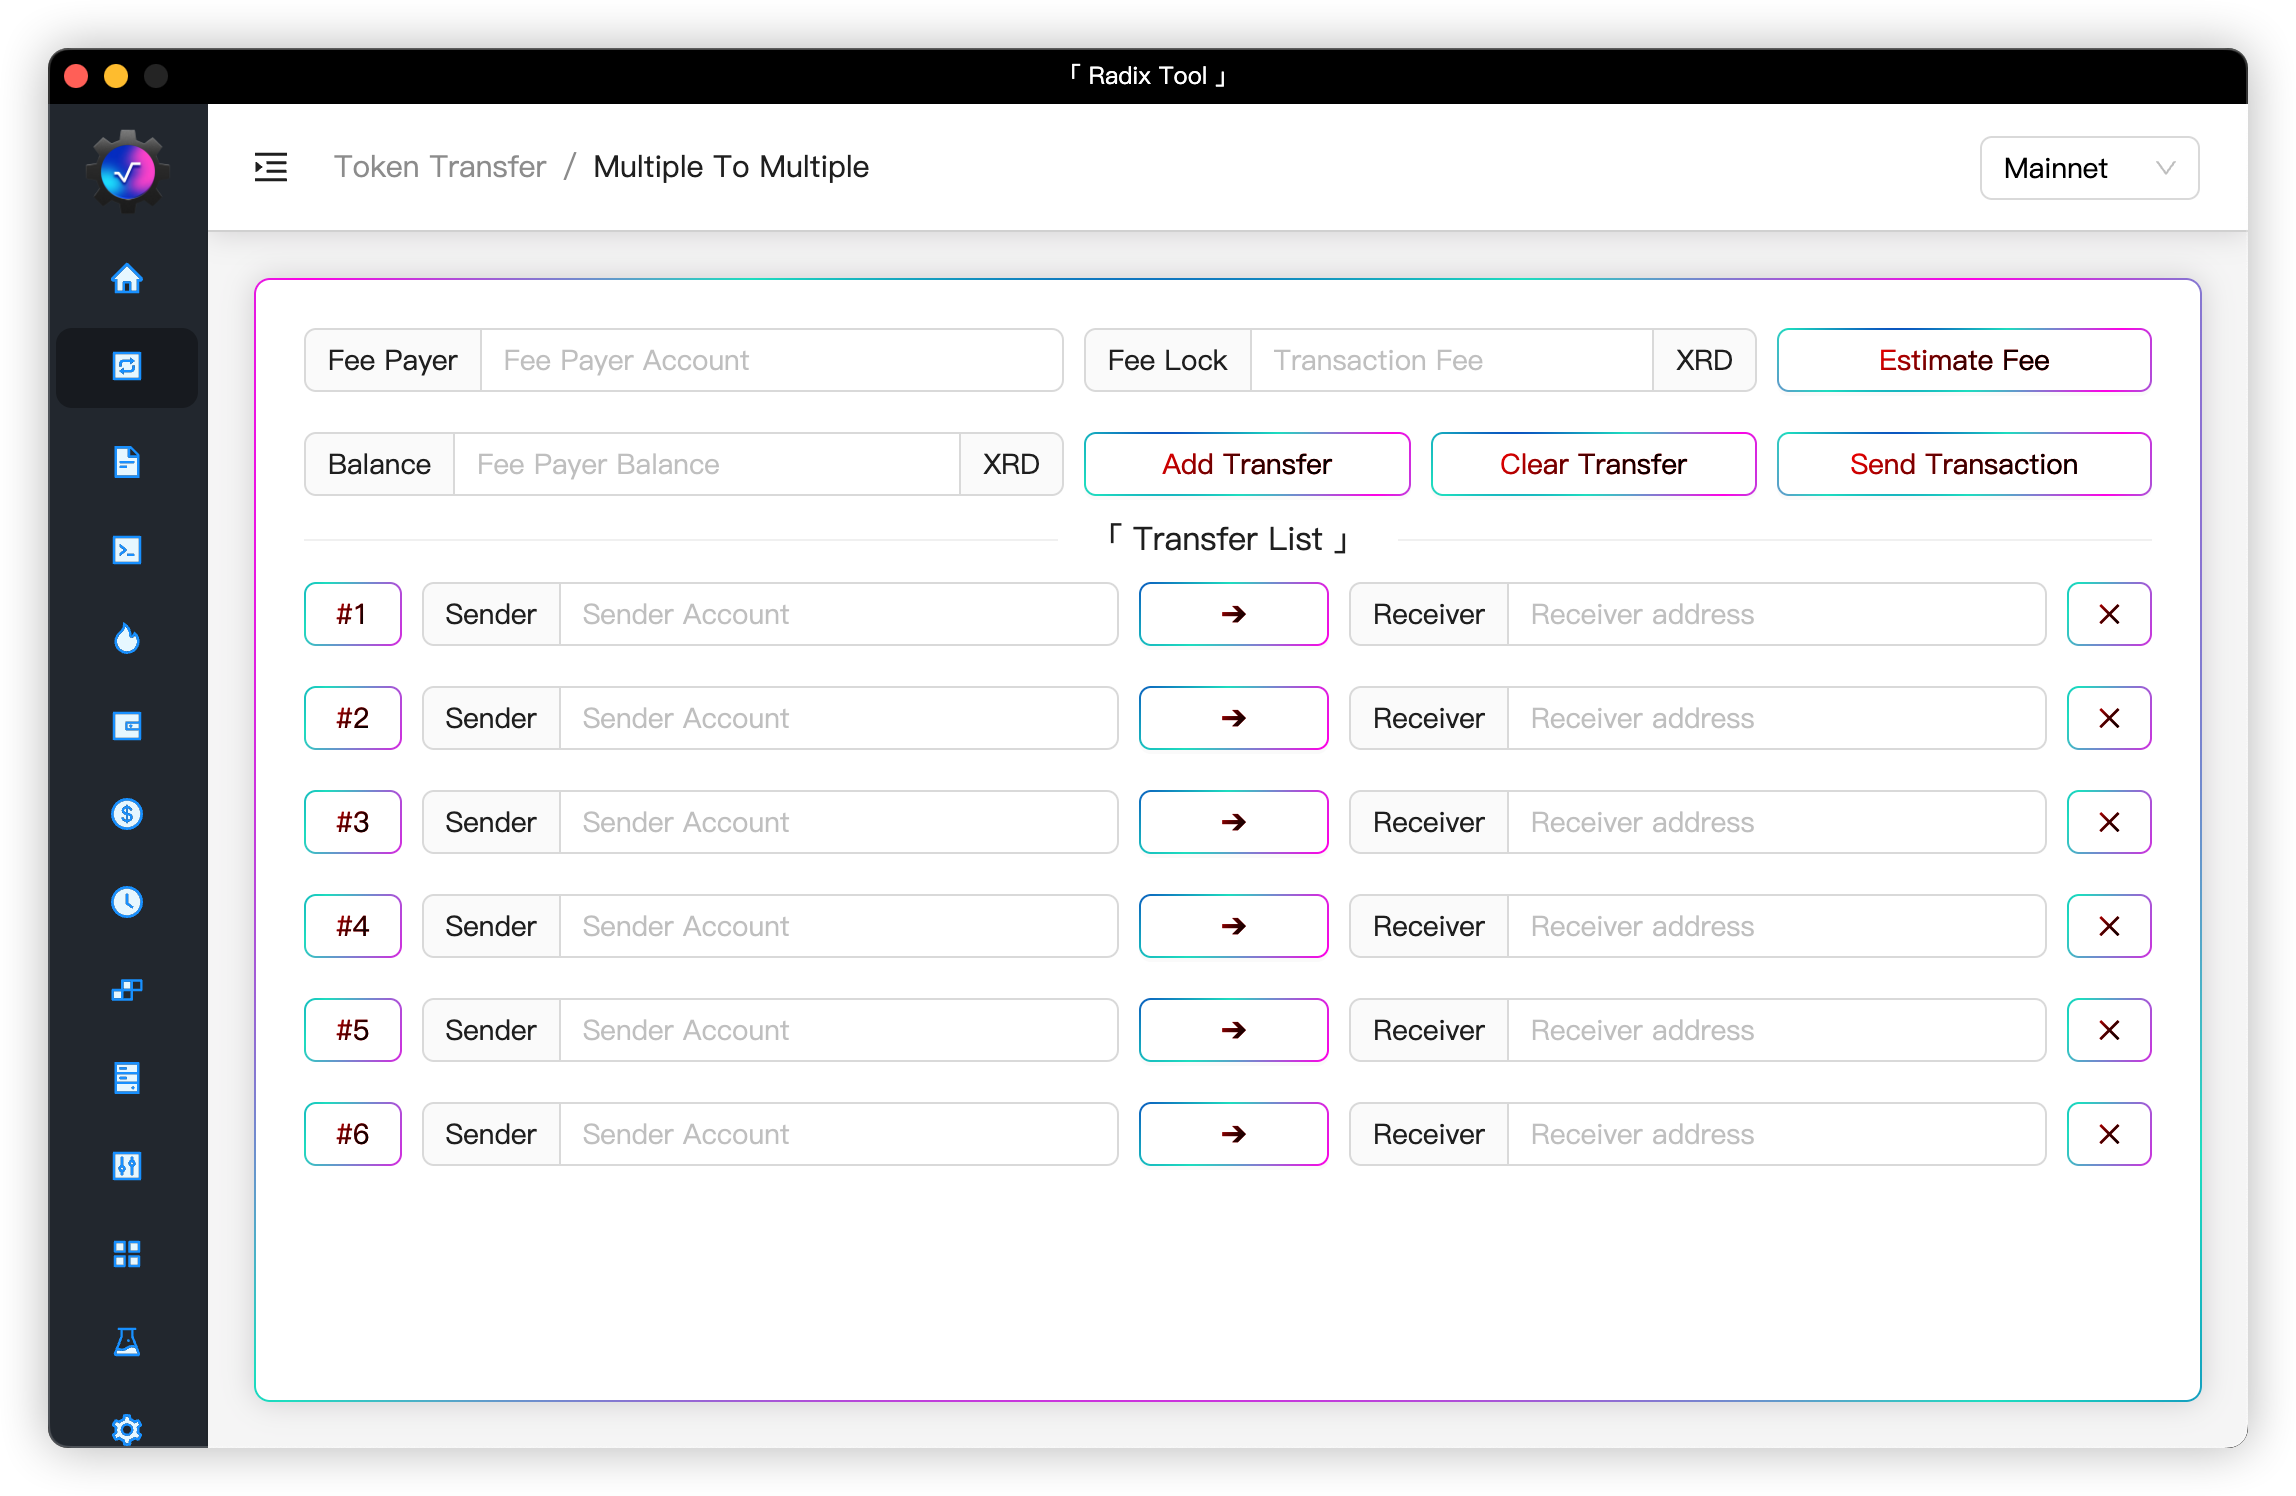 「 Radix Tool 」
Token Transfer / Multiple To Multiple
Mainnet
Fee Payer Fee Payer Account Fee Lock Transaction Fee XRD Estimate Fee
Balance Fee Payer Balance XRD Add Transfer Clear Transfer Send Transaction
「 Transfer List 」
#1 Sender Sender Account ➔ Receiver Receiver address ✕
#2 Sender Sender Account ➔ Receiver Receiver address ✕
#3 Sender Sender Account ➔ Receiver Receiver address ✕
#4 Sender Sender Account ➔ Receiver Receiver address ✕
#5 Sender Sender Account ➔ Receiver Receiver address ✕
#6 Sender Sender Account ➔ Receiver Receiver address ✕